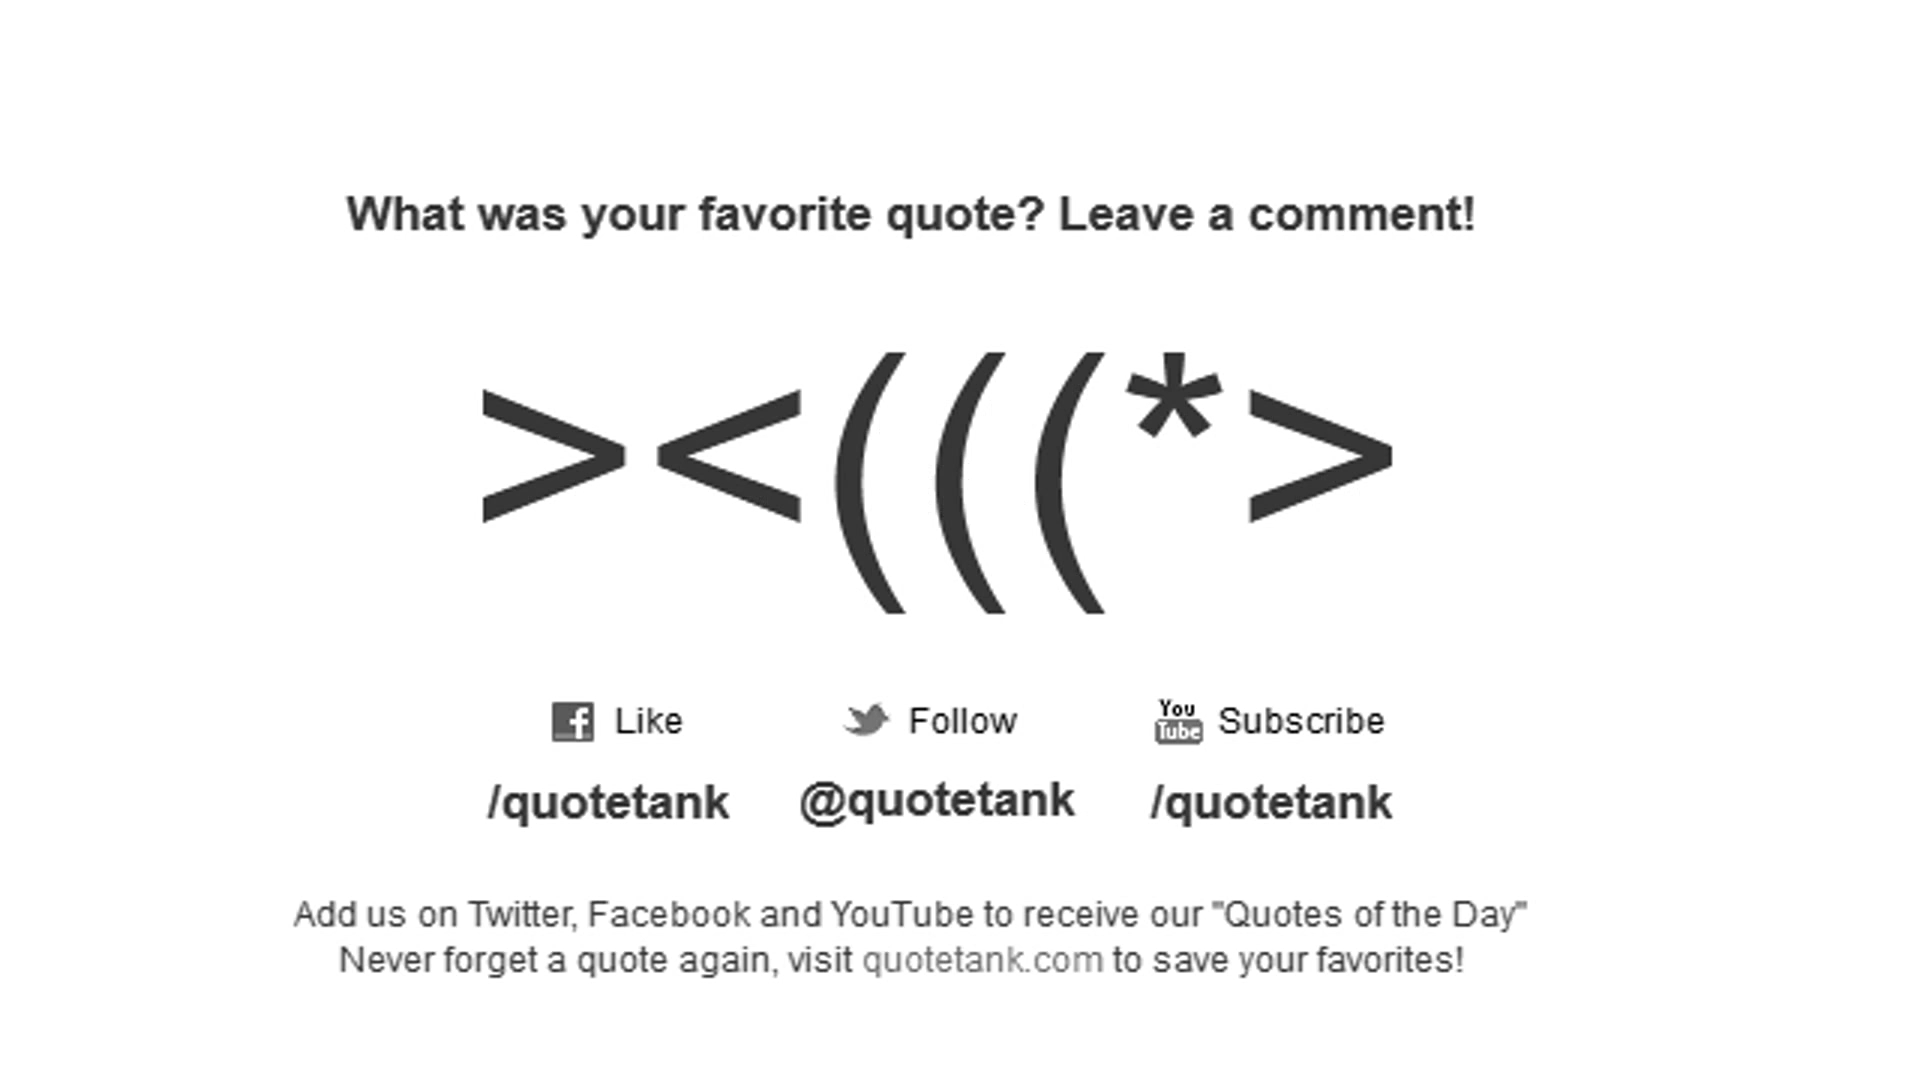 What was your favorite quote? Leave a comment!
><(((*>
f Like Follow You Tube Subscribe
/quotetank @quotetank /quotetank
Add us on Twitter, Facebook and YouTube to receive our "Quotes of the Day"
Never forget a quote again, visit quotetank.com to save your favorites!